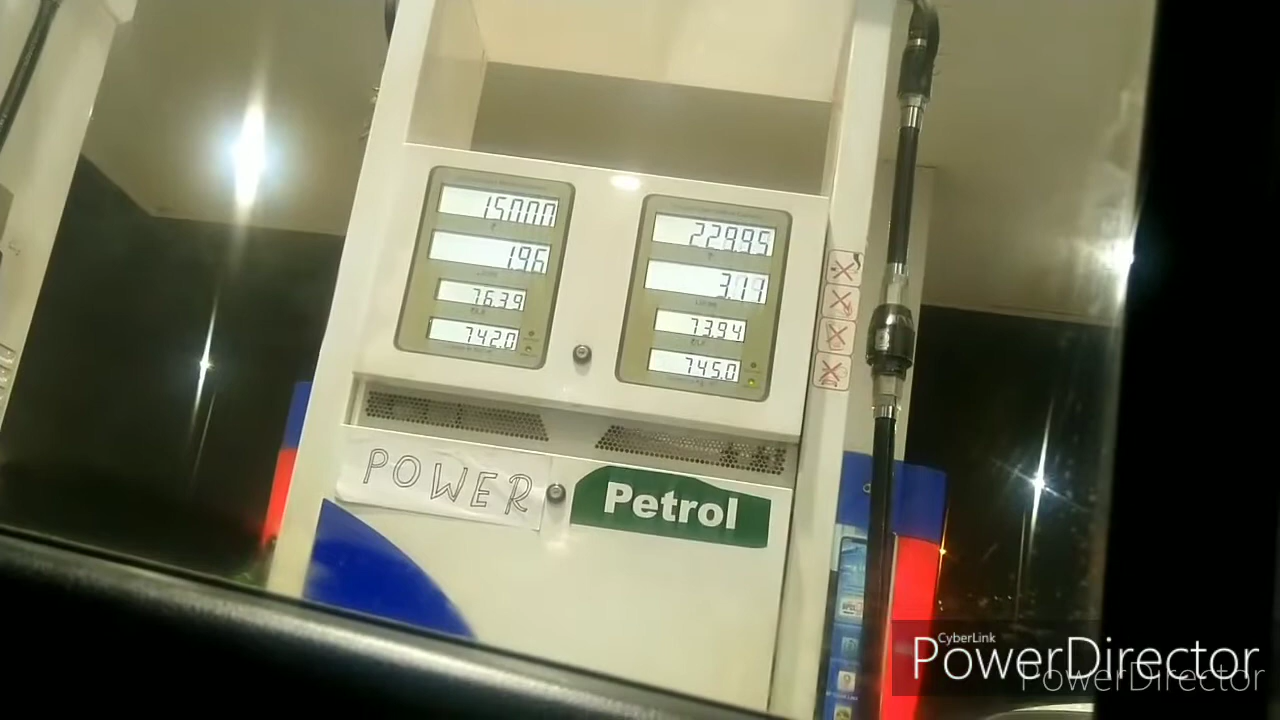 150.00
1.96
76.39
742.0
229.95
3.11
73.94
745.0
POWER
Petrol
CyberLink
PowerDirector
PowerDirector